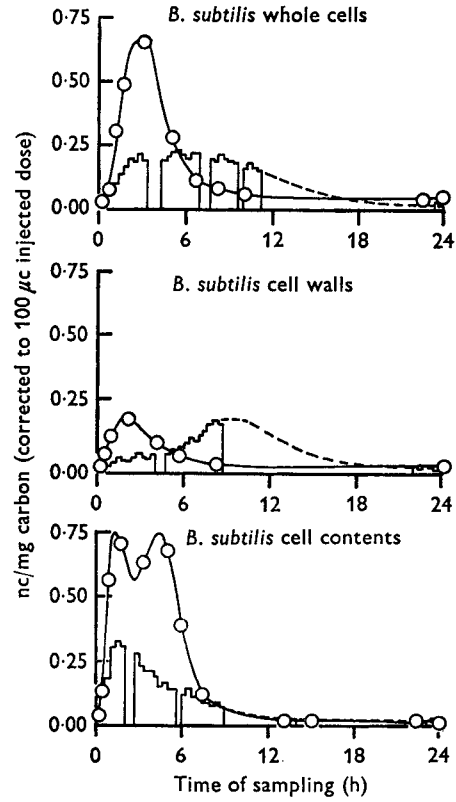 B. subtilis whole cells
0·75
0·50
0·25
0·00
0 6 12 18 24
B. subtilis cell walls
0·75
0·50
0·25
0·00
0 6 12 18 24
B. subtilis cell contents
0·75
0·50
0·25
0·00
0 6 12 18 24
Time of sampling (h)
nc/mg carbon (corrected to 100 μc injected dose)